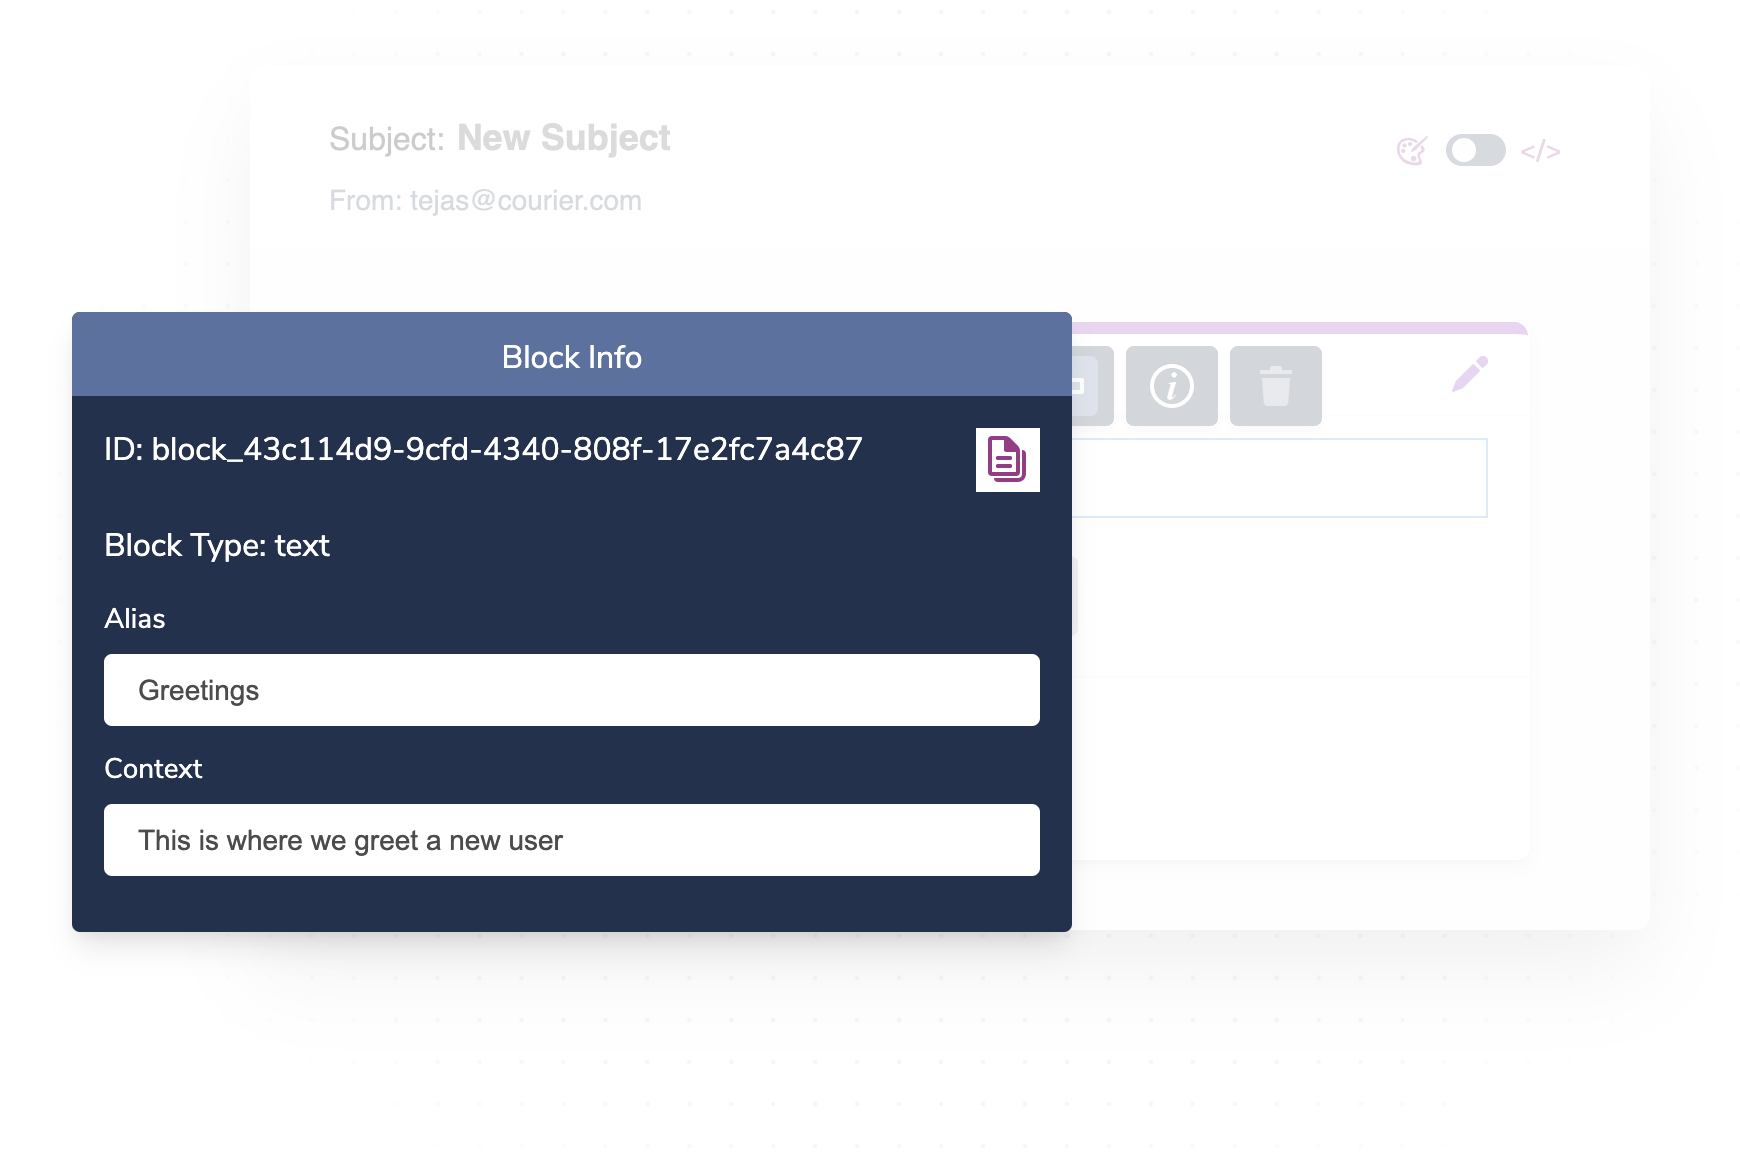 Subject: New Subject
From: tejas@courier.com
</>
Block Info
ID: block_43c114d9-9cfd-4340-808f-17e2fc7a4c87
Block Type: text
Alias
Greetings
Context
This is where we greet a new user